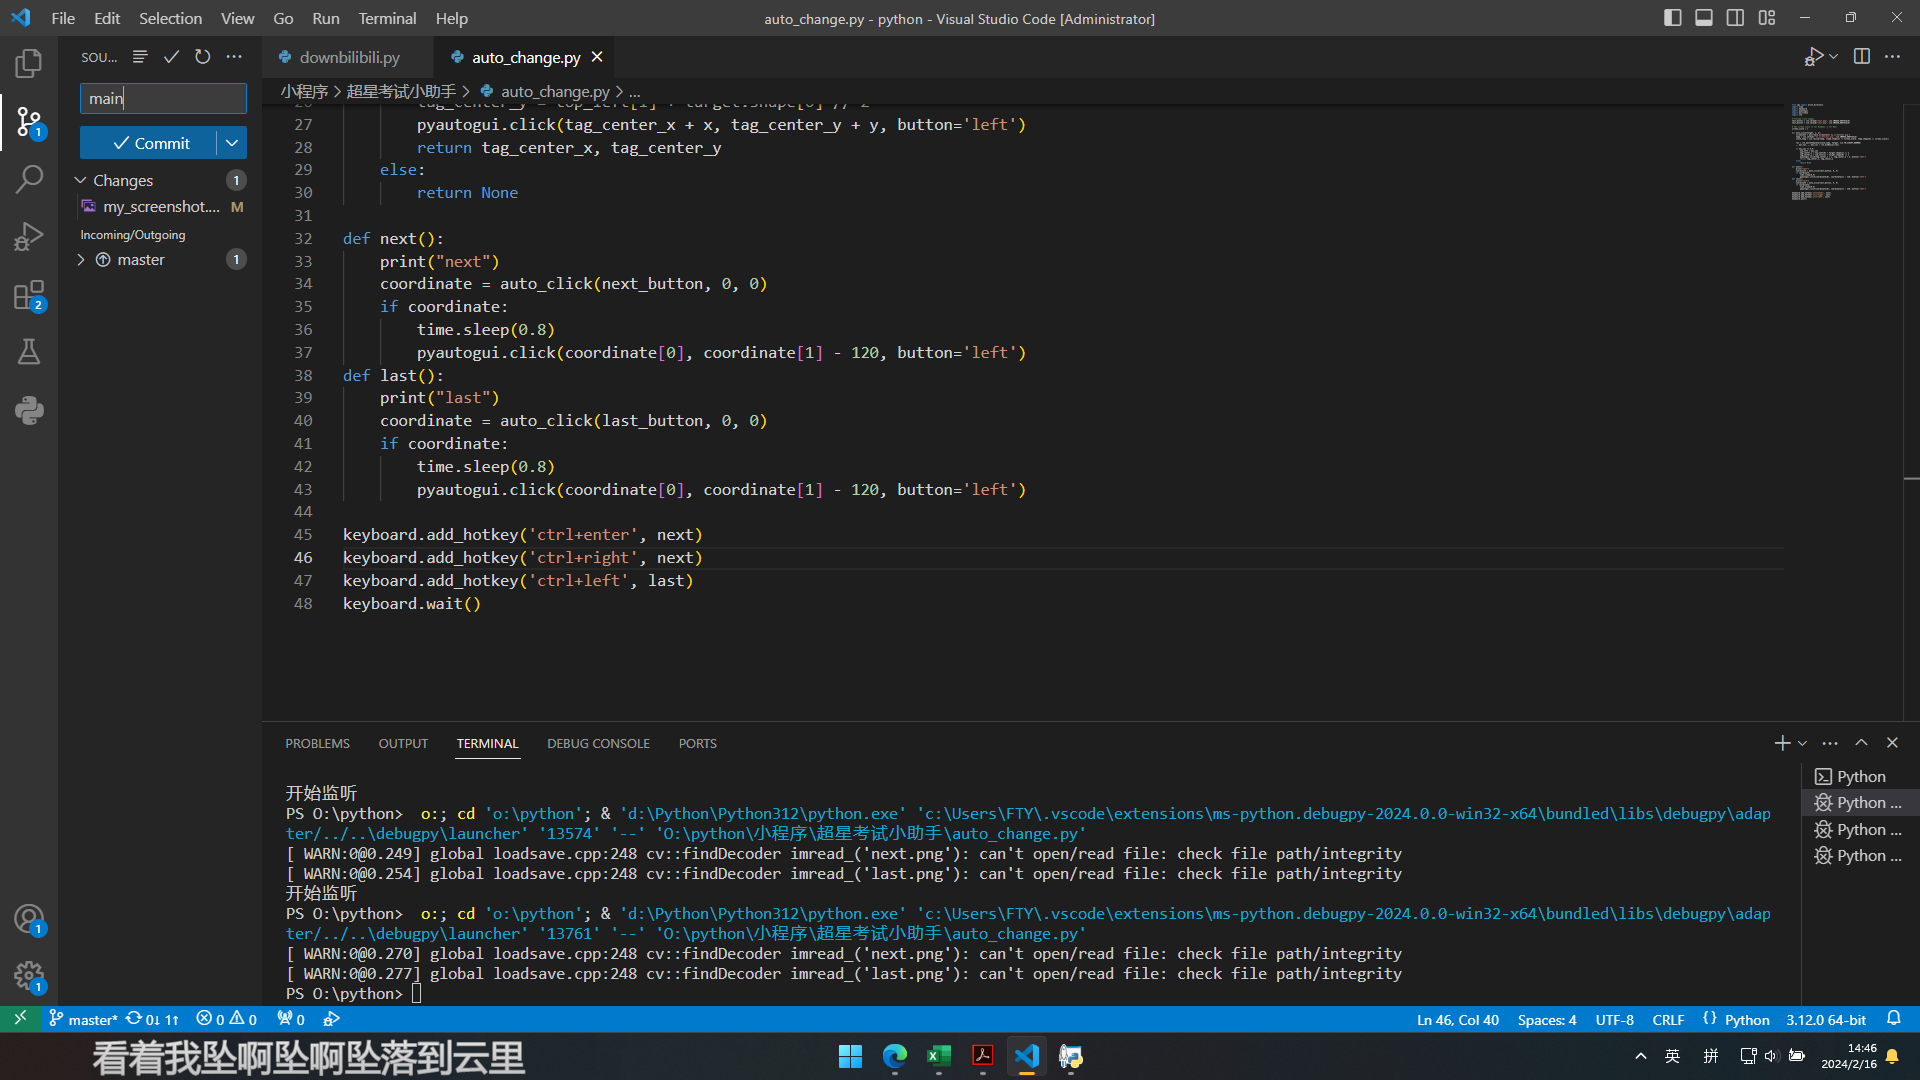 File Edit Selection View Go Run Terminal Help
auto_change.py - python - Visual Studio Code [Administrator]
SOU...
downbilibili.py
auto_change.py
main
小程序 > 超星考试小助手 > auto_change.py > ...
Commit
Changes 1
my_screenshot.... M
Incoming/Outgoing
master 1
1
2
26 tag_center_y = top_left[1] + target.shape[0] // 2
27 pyautogui.click(tag_center_x + x, tag_center_y + y, button='left')
28 return tag_center_x, tag_center_y
29 else:
30 return None
31
32 def next():
33 print("next")
34 coordinate = auto_click(next_button, 0, 0)
35 if coordinate:
36 time.sleep(0.8)
37 pyautogui.click(coordinate[0], coordinate[1] - 120, button='left')
38 def last():
39 print("last")
40 coordinate = auto_click(last_button, 0, 0)
41 if coordinate:
42 time.sleep(0.8)
43 pyautogui.click(coordinate[0], coordinate[1] - 120, button='left')
44
45 keyboard.add_hotkey('ctrl+enter', next)
46 keyboard.add_hotkey('ctrl+right', next)
47 keyboard.add_hotkey('ctrl+left', last)
48 keyboard.wait()
PROBLEMS OUTPUT TERMINAL DEBUG CONSOLE PORTS
开始监听
PS O:\python>  o:; cd 'o:\python'; & 'd:\Python\Python312\python.exe' 'c:\Users\FTY\.vscode\extensions\ms-python.debugpy-2024.0.0-win32-x64\bundled\libs\debugpy\adap
ter/../..\debugpy\launcher' '13574' '--' 'O:\python\小程序\超星考试小助手\auto_change.py'
[ WARN:0@0.249] global loadsave.cpp:248 cv::findDecoder imread_('next.png'): can't open/read file: check file path/integrity
[ WARN:0@0.254] global loadsave.cpp:248 cv::findDecoder imread_('last.png'): can't open/read file: check file path/integrity
开始监听
PS O:\python>  o:; cd 'o:\python'; & 'd:\Python\Python312\python.exe' 'c:\Users\FTY\.vscode\extensions\ms-python.debugpy-2024.0.0-win32-x64\bundled\libs\debugpy\adap
ter/../..\debugpy\launcher' '13761' '--' 'O:\python\小程序\超星考试小助手\auto_change.py'
[ WARN:0@0.270] global loadsave.cpp:248 cv::findDecoder imread_('next.png'): can't open/read file: check file path/integrity
[ WARN:0@0.277] global loadsave.cpp:248 cv::findDecoder imread_('last.png'): can't open/read file: check file path/integrity
PS O:\python>
Python
Python ...
Python ...
Python ...
1
1
master* 0↓ 1↑ 0 0 0
Ln 46, Col 40 Spaces: 4 UTF-8 CRLF {} Python 3.12.0 64-bit
看着我坠啊坠啊坠落到云里
英 拼
14:46
2024/2/16